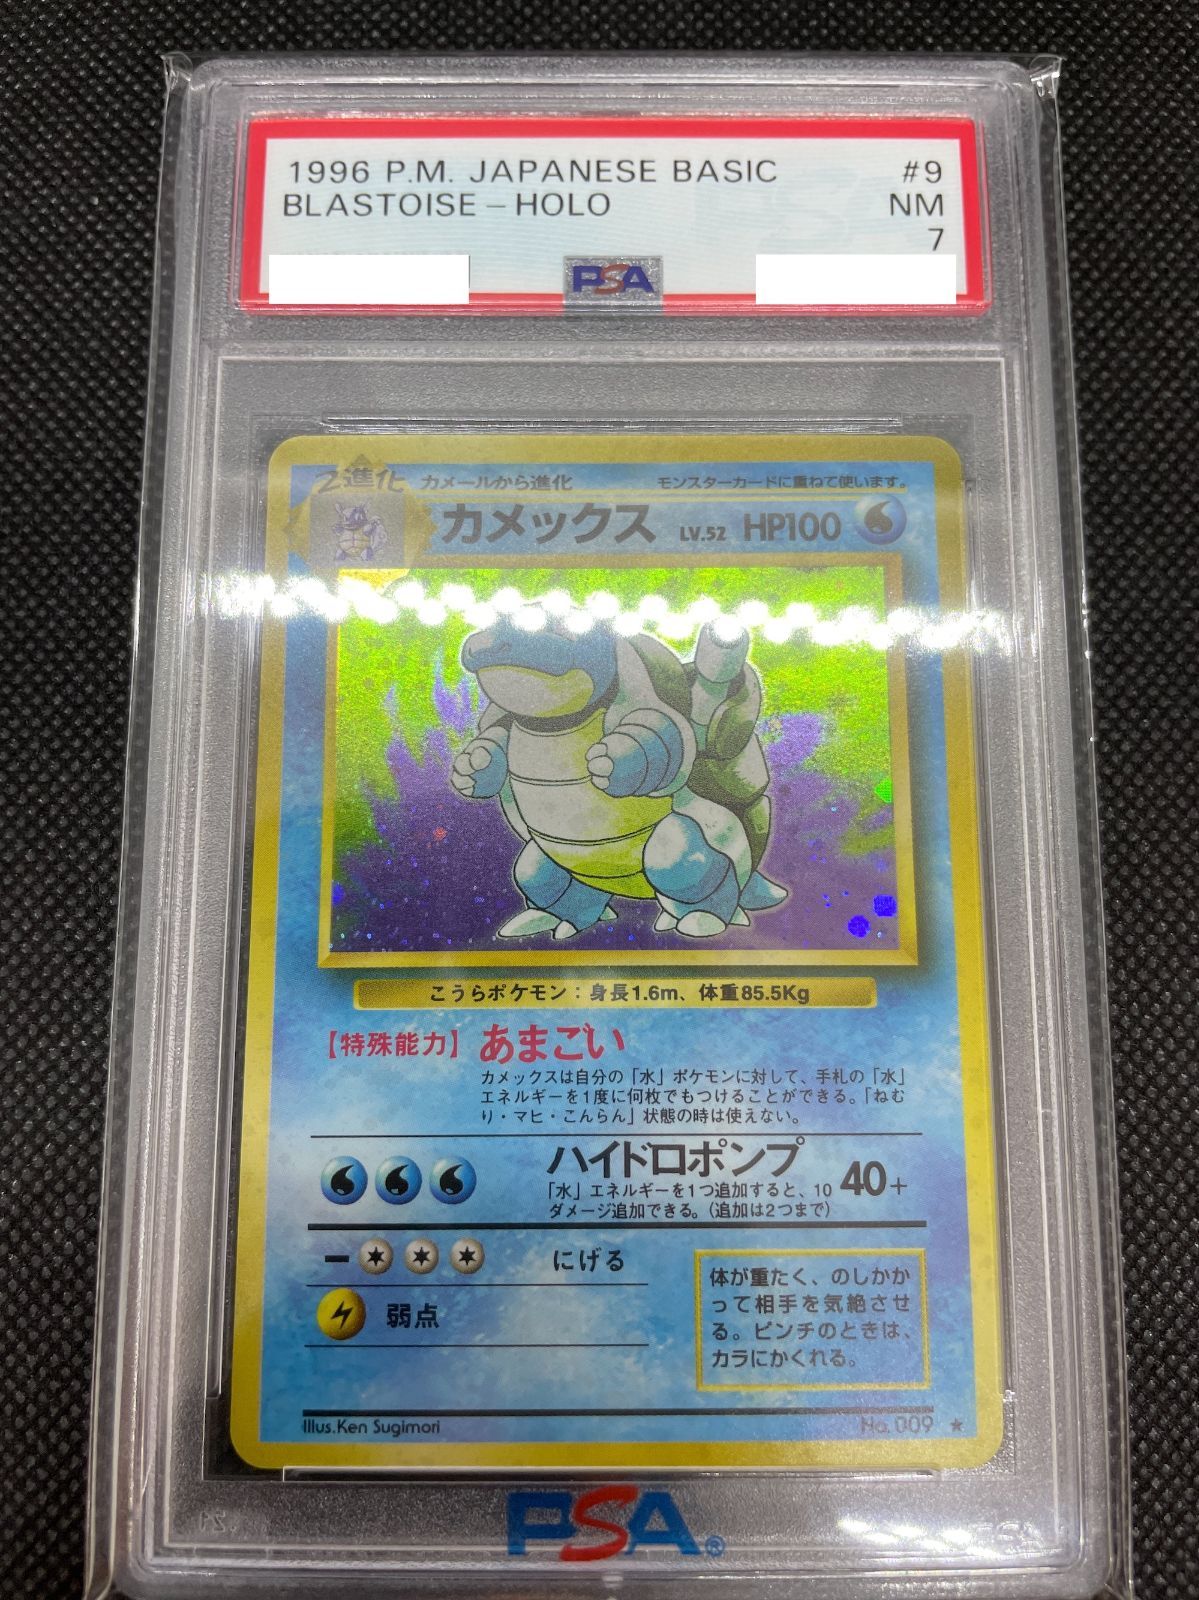 1996 P.M. JAPANESE BASIC #9
BLASTOISE - HOLO NM
7
PSA
2進化 カメールから進化 モンスターカードに重ねて使います。
カメックス LV.52 HP100
こうらポケモン：身長1.6m、体重85.5Kg
【特殊能力】あまごい
カメックスは自分の「水」ポケモンに対して、手札の「水」
エネルギーを1度に何枚でもつけることができる。「ねむ
り・マヒ・こんらん」状態の時は使えない。
ハイドロポンプ 40+
「水」エネルギーを1つ追加すると、10
ダメージ追加できる。（追加は2つまで）
にげる
弱点
体が重たく、のしかか
って相手を気絶させ
る。ピンチのときは、
カラにかくれる。
Illus.Ken Sugimori No.009 ★
PSA®